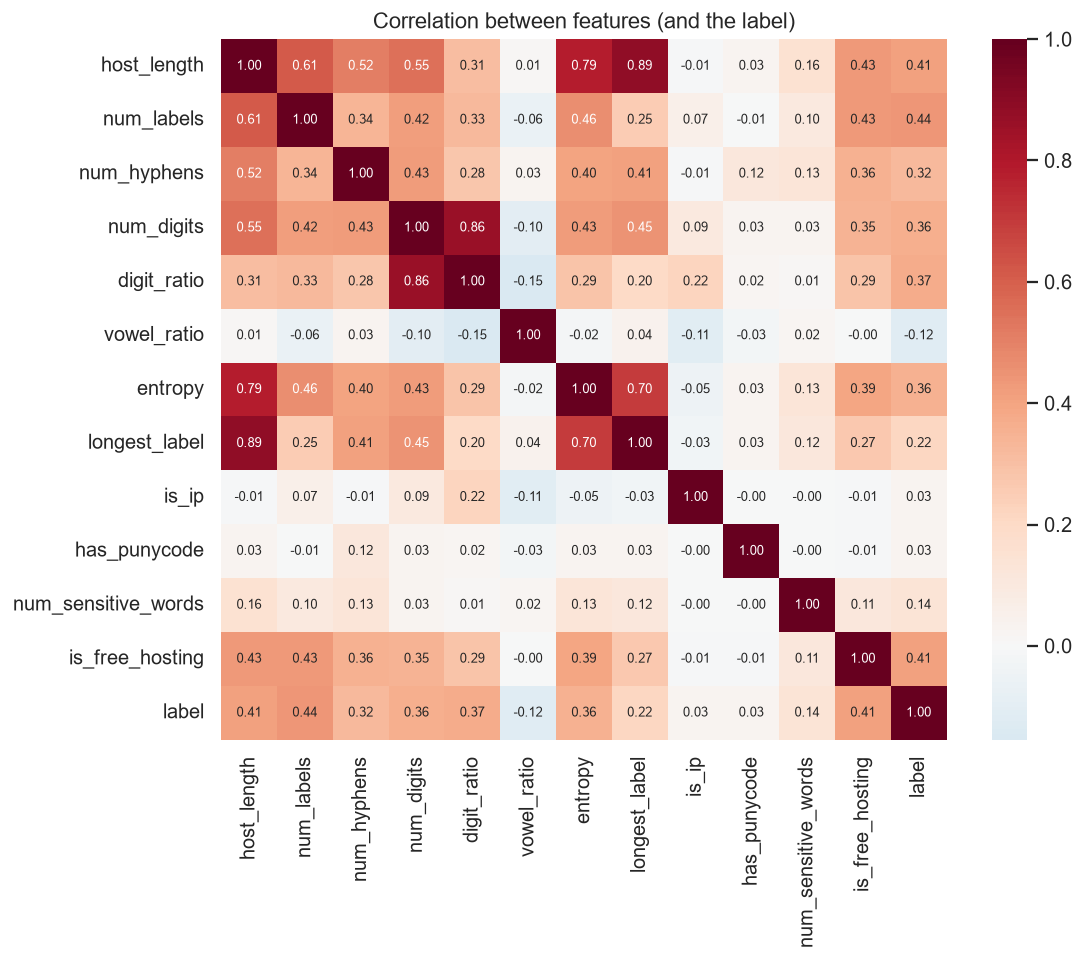 Correlation between features (and the label)
host_length 1.00 0.61 0.52 0.55 0.31 0.01 0.79 0.89 -0.01 0.03 0.16 0.43 0.41
num_labels 0.61 1.00 0.34 0.42 0.33 -0.06 0.46 0.25 0.07 -0.01 0.10 0.43 0.44
num_hyphens 0.52 0.34 1.00 0.43 0.28 0.03 0.40 0.41 -0.01 0.12 0.13 0.36 0.32
num_digits 0.55 0.42 0.43 1.00 0.86 -0.10 0.43 0.45 0.09 0.03 0.03 0.35 0.36
digit_ratio 0.31 0.33 0.28 0.86 1.00 -0.15 0.29 0.20 0.22 0.02 0.01 0.29 0.37
vowel_ratio 0.01 -0.06 0.03 -0.10 -0.15 1.00 -0.02 0.04 -0.11 -0.03 0.02 -0.00 -0.12
entropy 0.79 0.46 0.40 0.43 0.29 -0.02 1.00 0.70 -0.05 0.03 0.13 0.39 0.36
longest_label 0.89 0.25 0.41 0.45 0.20 0.04 0.70 1.00 -0.03 0.03 0.12 0.27 0.22
is_ip -0.01 0.07 -0.01 0.09 0.22 -0.11 -0.05 -0.03 1.00 -0.00 -0.00 -0.01 0.03
has_punycode 0.03 -0.01 0.12 0.03 0.02 -0.03 0.03 0.03 -0.00 1.00 -0.00 -0.01 0.03
num_sensitive_words 0.16 0.10 0.13 0.03 0.01 0.02 0.13 0.12 -0.00 -0.00 1.00 0.11 0.14
is_free_hosting 0.43 0.43 0.36 0.35 0.29 -0.00 0.39 0.27 -0.01 -0.01 0.11 1.00 0.41
label 0.41 0.44 0.32 0.36 0.37 -0.12 0.36 0.22 0.03 0.03 0.14 0.41 1.00
host_length
num_labels
num_hyphens
num_digits
digit_ratio
vowel_ratio
entropy
longest_label
is_ip
has_punycode
num_sensitive_words
is_free_hosting
label
1.0
0.8
0.6
0.4
0.2
0.0